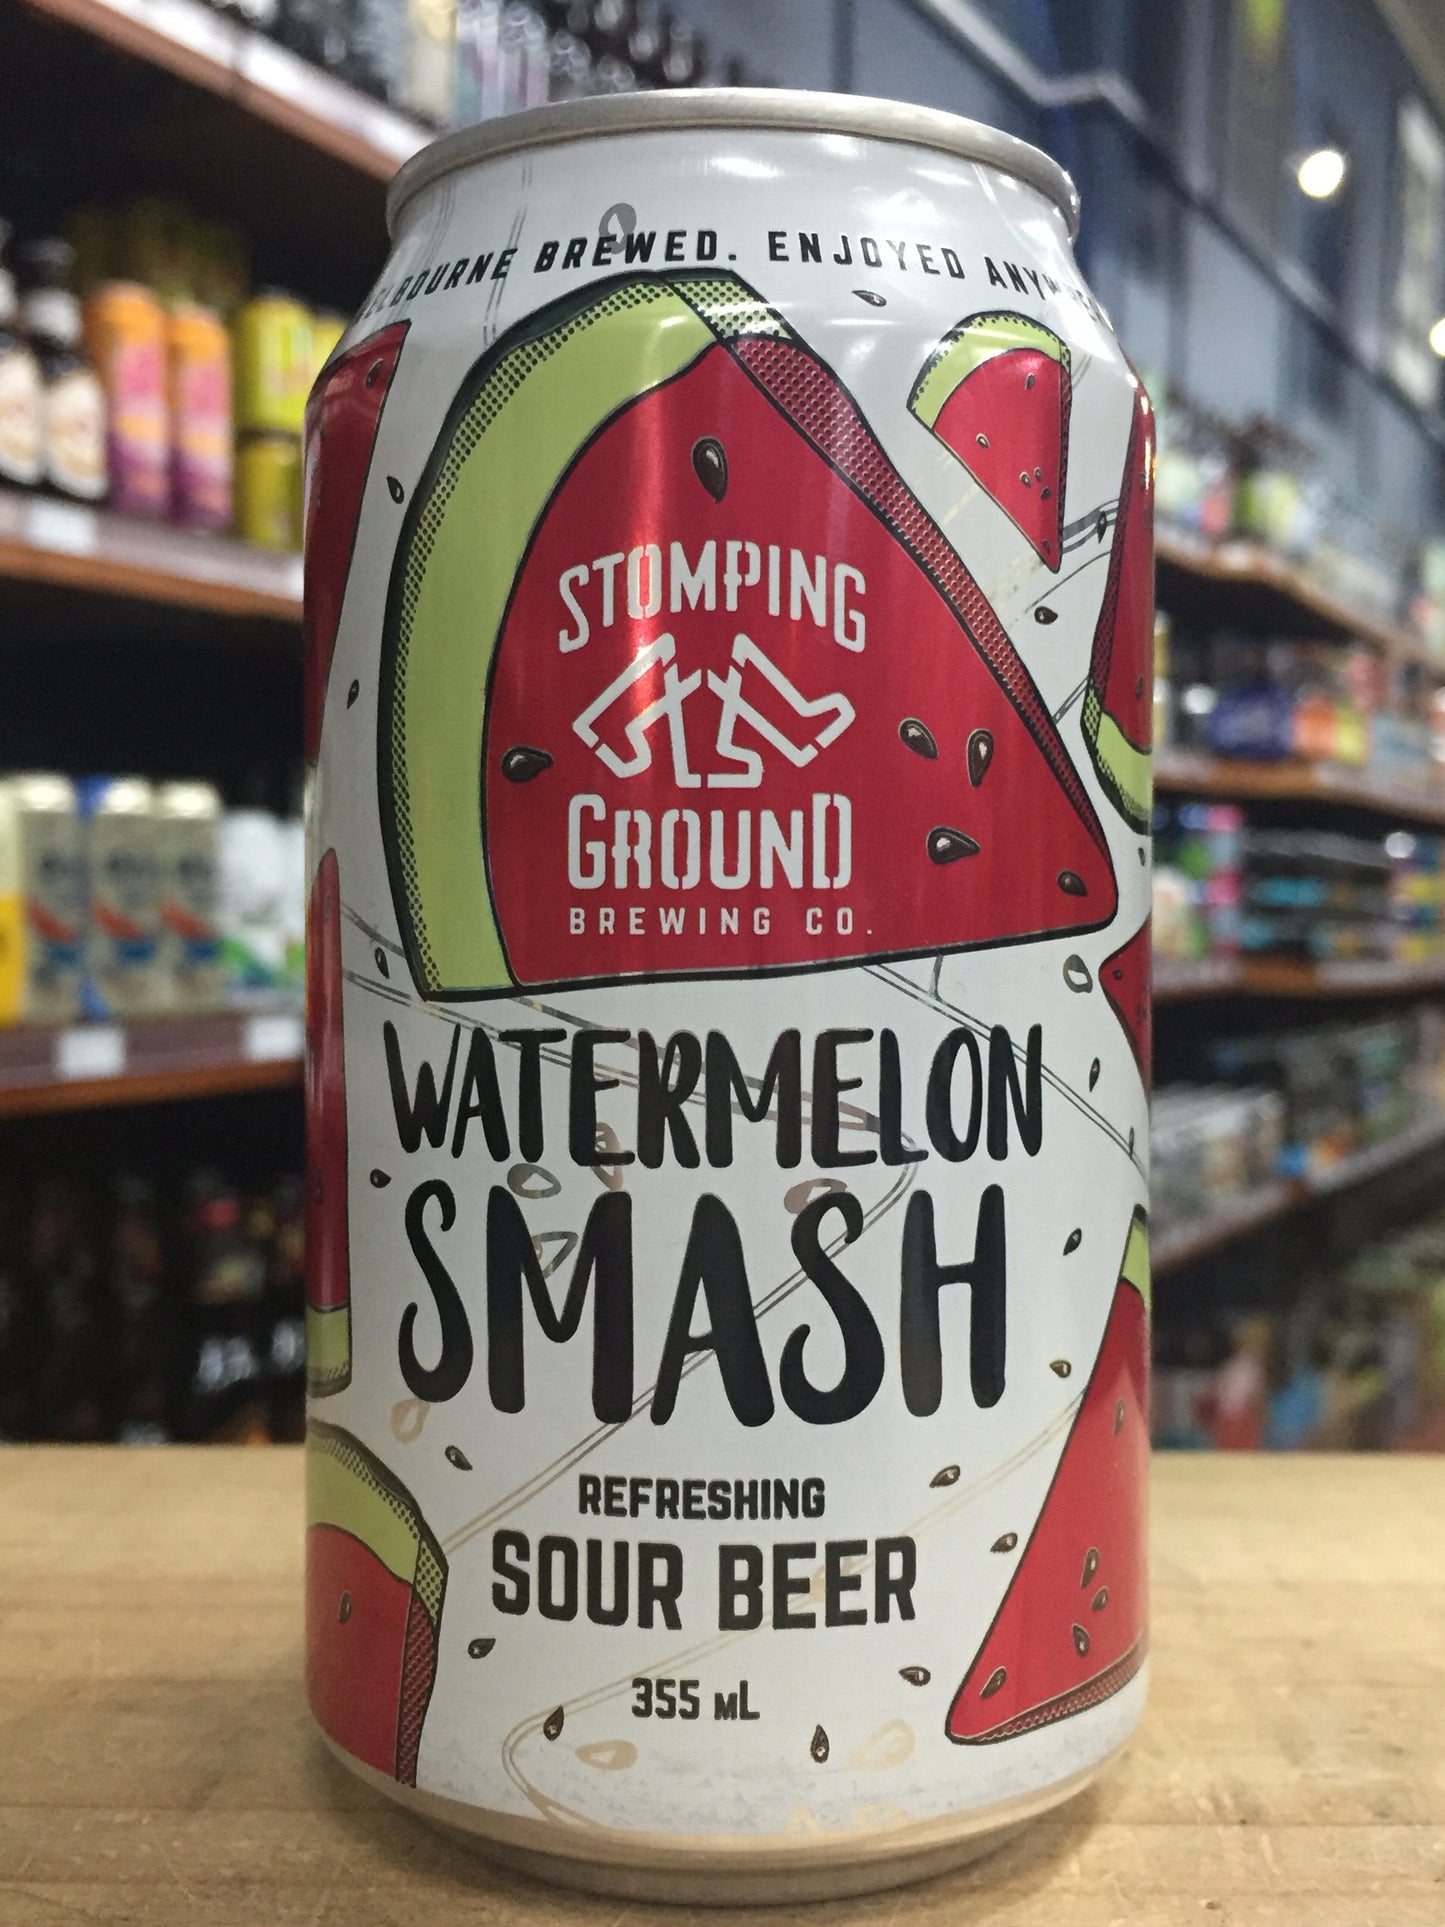 BREWED. ENJOYED
STOMPING
GROUND
BREWING CO.
WATERMELON
SMASH
REFRESHING
SOUR BEER
355 mL